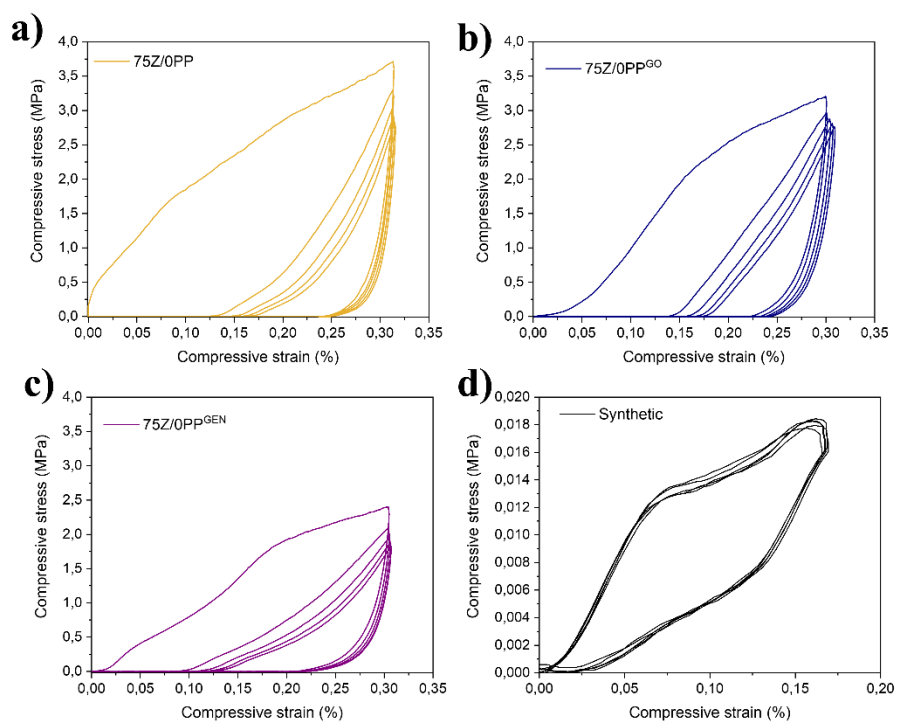 a)
75Z/0PP
4,0
3,5
3,0
2,5
2,0
1,5
1,0
0,5
0,0
0,00 0,05 0,10 0,15 0,20 0,25 0,30 0,35
Compressive stress (MPa)
Compressive strain (%)
b)
75Z/0PP^GO
4,0
3,5
3,0
2,5
2,0
1,5
1,0
0,5
0,0
0,00 0,05 0,10 0,15 0,20 0,25 0,30 0,35
Compressive stress (MPa)
Compressive strain (%)
c)
75Z/0PP^GEN
4,0
3,5
3,0
2,5
2,0
1,5
1,0
0,5
0,0
0,00 0,05 0,10 0,15 0,20 0,25 0,30 0,35
Compressive stress (MPa)
Compressive strain (%)
d)
Synthetic
0,020
0,018
0,016
0,014
0,012
0,010
0,008
0,006
0,004
0,002
0,000
0,00 0,05 0,10 0,15 0,20
Compressive stress (MPa)
Compressive strain (%)